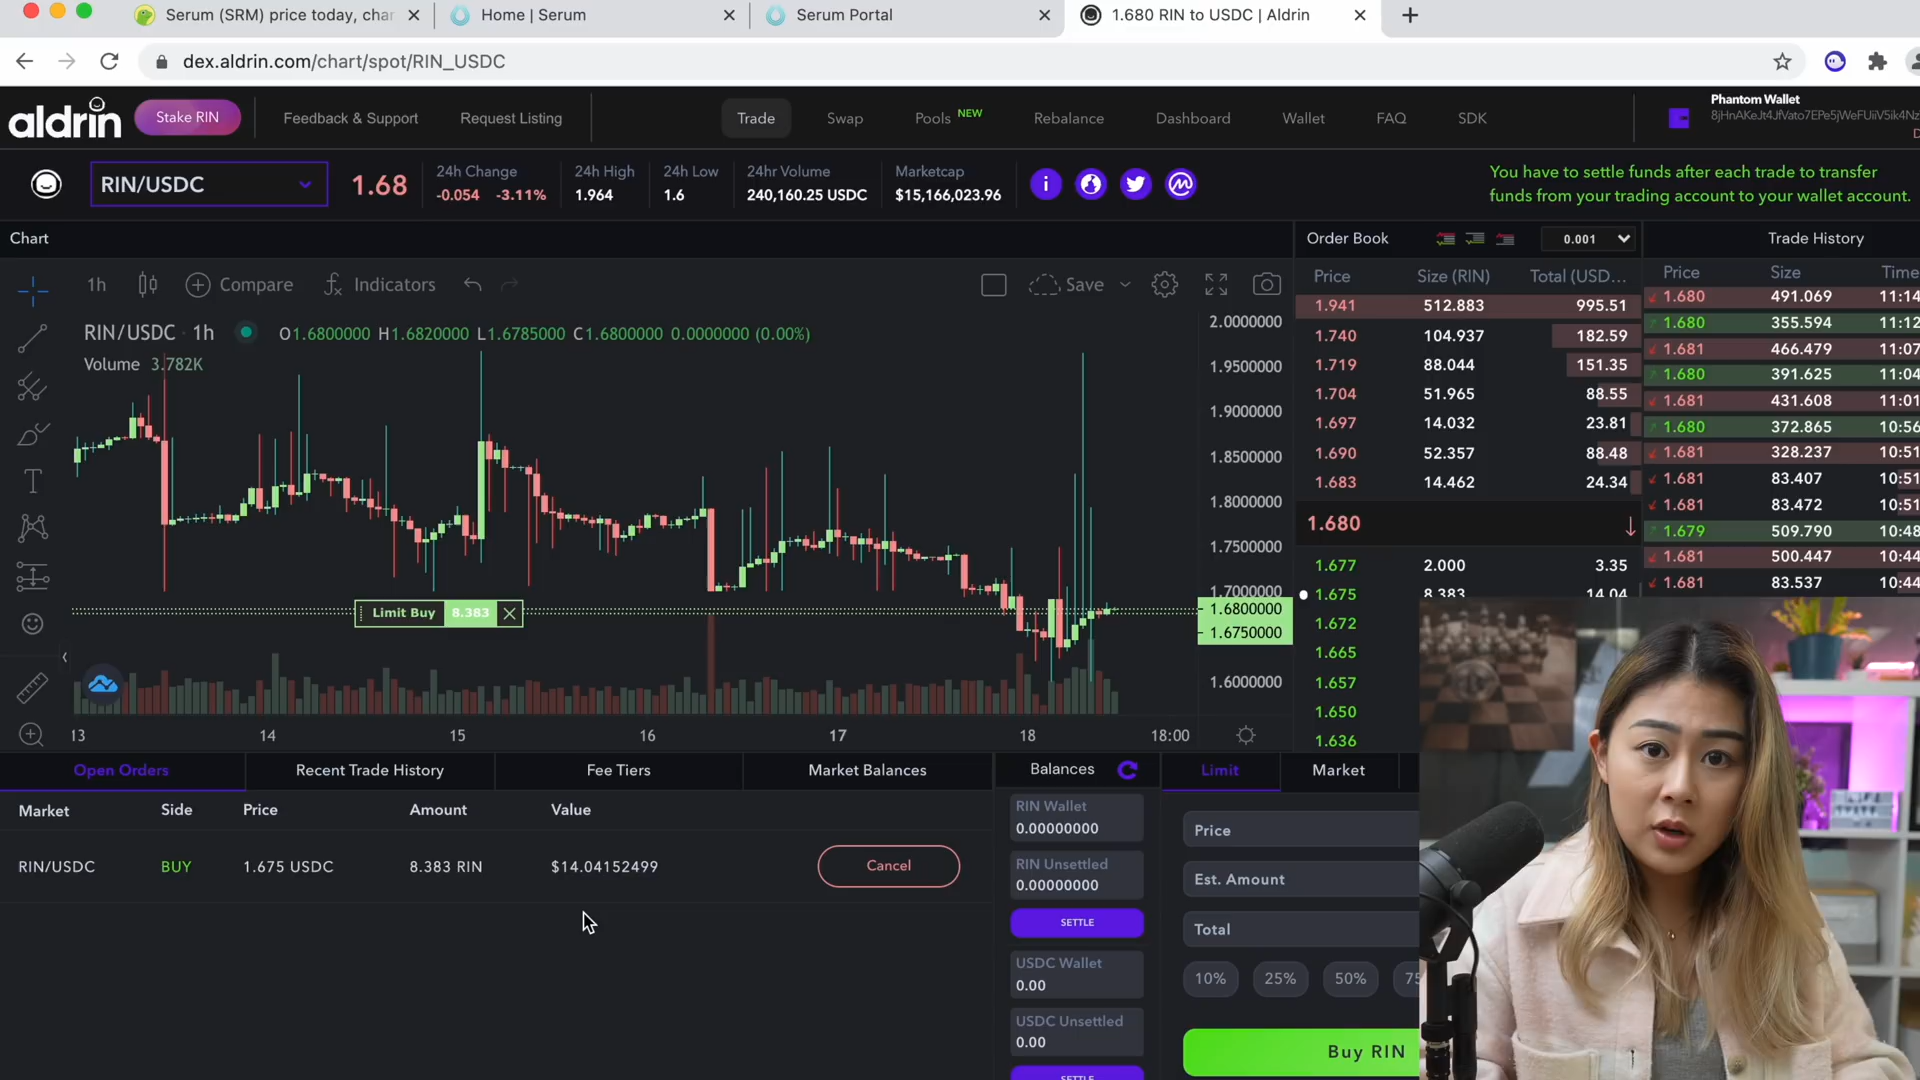 Serum (SRM) price today, char
Home | Serum
Serum Portal
1.680 RIN to USDC | Aldrin
dex.aldrin.com/chart/spot/RIN_USDC
aldrin
Stake RIN
Feedback & Support
Request Listing
Trade
Swap
Pools NEW
Rebalance
Dashboard
Wallet
FAQ
SDK
Phantom Wallet
RIN/USDC
1.68
24h Change
-0.054 -3.11%
24h High
1.964
24h Low
1.6
24hr Volume
240,160.25 USDC
Marketcap
$15,166,023.96
You have to settle funds after each trade to transfer
funds from your trading account to your wallet account.
Chart
1h
Compare
Indicators
Save
RIN/USDC · 1h
O1.6800000 H1.6820000 L1.6785000 C1.6800000 0.0000000 (0.00%)
Volume 3.782K
2.0000000
1.9500000
1.9000000
1.8500000
1.8000000
1.7500000
1.7000000
1.6800000
1.6750000
1.6000000
Limit Buy 8.383
13 14 15 16 17 18 18:00
Order Book
0.001
Price Size (RIN) Total (USD...
1.941 512.883 995.51
1.740 104.937 182.59
1.719 88.044 151.35
1.704 51.965 88.55
1.697 14.032 23.81
1.690 52.357 88.48
1.683 14.462 24.34
1.680
1.677 2.000 3.35
1.675 8.383 14.04
1.672
1.665
1.657
1.650
1.636
Trade History
Price Size Time
1.680 491.069 11:14
1.680 355.594 11:12
1.681 466.479 11:07
1.680 391.625 11:04
1.681 431.608 11:01
1.680 372.865 10:56
1.681 328.237 10:51
1.681 83.407 10:51
1.681 83.472 10:51
1.679 509.790 10:48
1.681 500.447 10:44
1.681 83.537 10:44
Open Orders
Recent Trade History
Fee Tiers
Market Balances
Market Side Price Amount Value
RIN/USDC BUY 1.675 USDC 8.383 RIN $14.04152499
Cancel
Balances
RIN Wallet
0.00000000
RIN Unsettled
0.00000000
SETTLE
USDC Wallet
0.00
USDC Unsettled
0.00
SETTLE
Limit
Market
Price
Est. Amount
Total
10%
25%
50%
75
Buy RIN